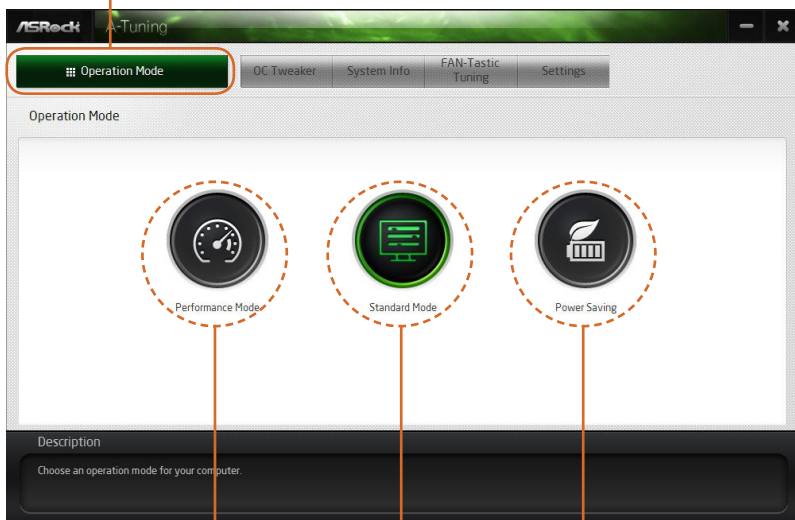 ASRock A-Tuning
Operation Mode OC Tweaker System Info FAN-Tastic Tuning Settings
Operation Mode
Performance Mode Standard Mode Power Saving
Description
Choose an operation mode for your computer.